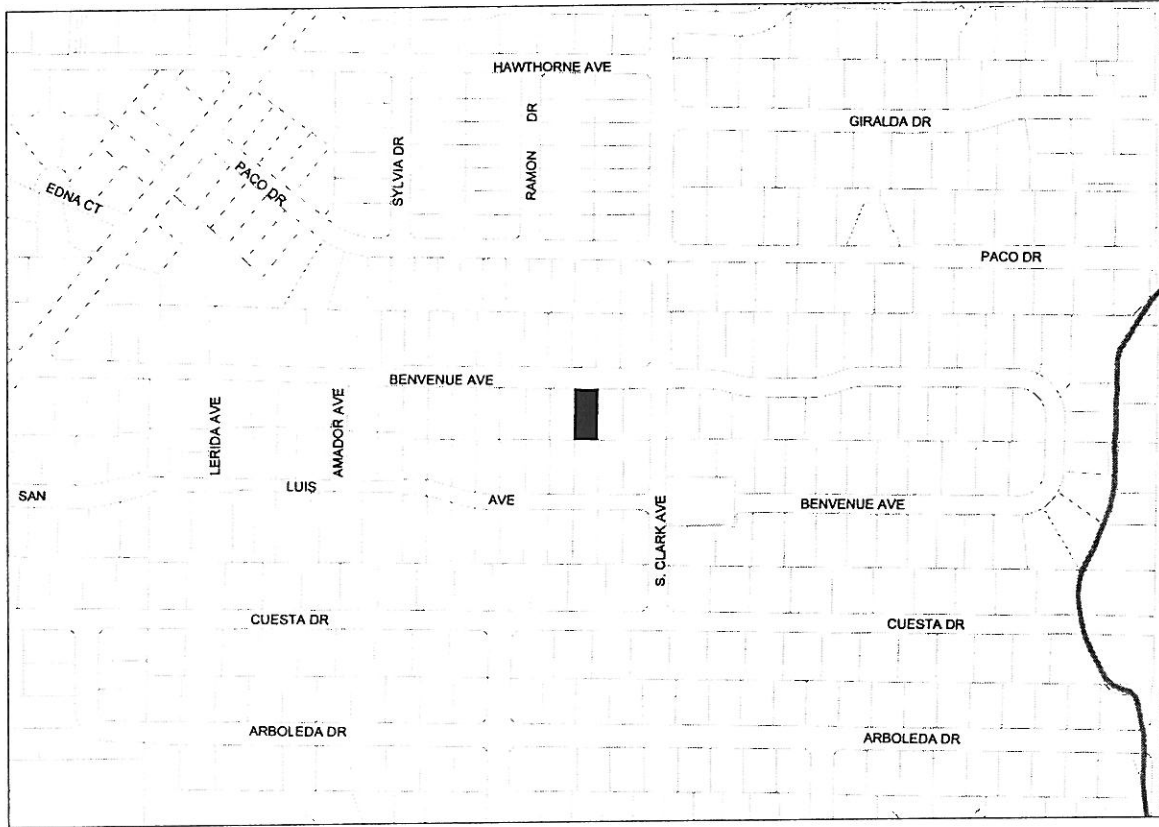 HAWTHORNE AVE
GIRALDA DR
SYLVIA DR
RAMON DR
PACO DR
EDNA CT
PACO DR
BENVENUE AVE
LERIDA AVE
AMADOR AVE
SAN LUIS AVE
BENVENUE AVE
S. CLARK AVE
CUESTA DR
CUESTA DR
ARBOLEDA DR
ARBOLEDA DR